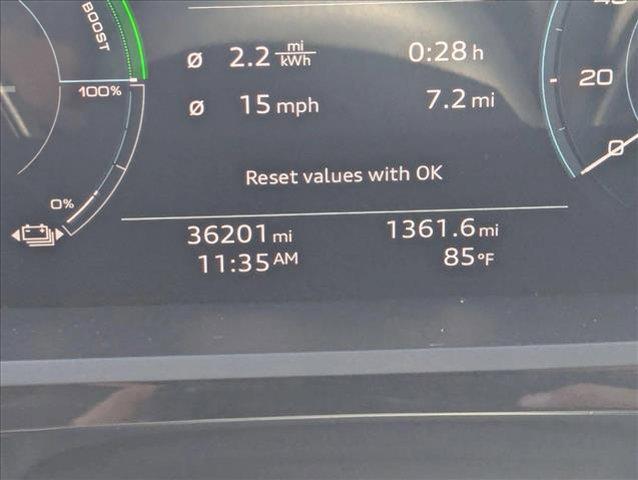 BOOST
100%
0%
Ø 2.2 mi/kWh 0:28 h
Ø 15 mph 7.2 mi
Reset values with OK
36201 mi 1361.6 mi
11:35 AM 85 °F
20
0